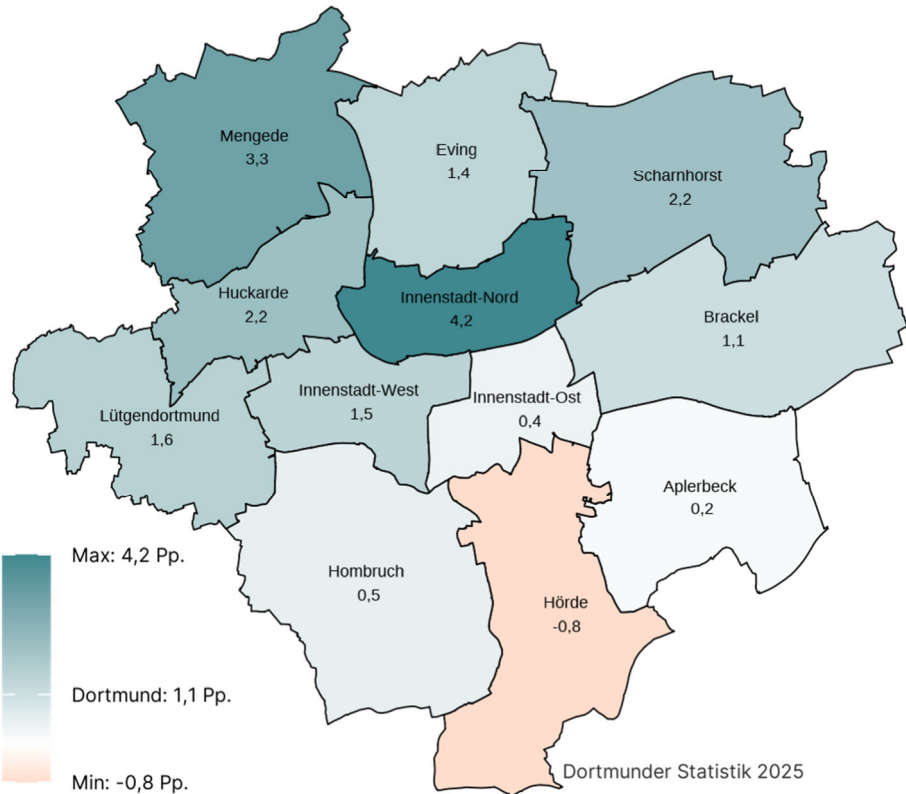 Mengede
3,3
Eving
1,4
Scharnhorst
2,2
Huckarde
2,2
Innenstadt-Nord
4,2
Brackel
1,1
Lütgendortmund
1,6
Innenstadt-West
1,5
Innenstadt-Ost
0,4
Aplerbeck
0,2
Hombruch
0,5
Hörde
-0,8
Max: 4,2 Pp.
Dortmund: 1,1 Pp.
Min: -0,8 Pp.
Dortmunder Statistik 2025